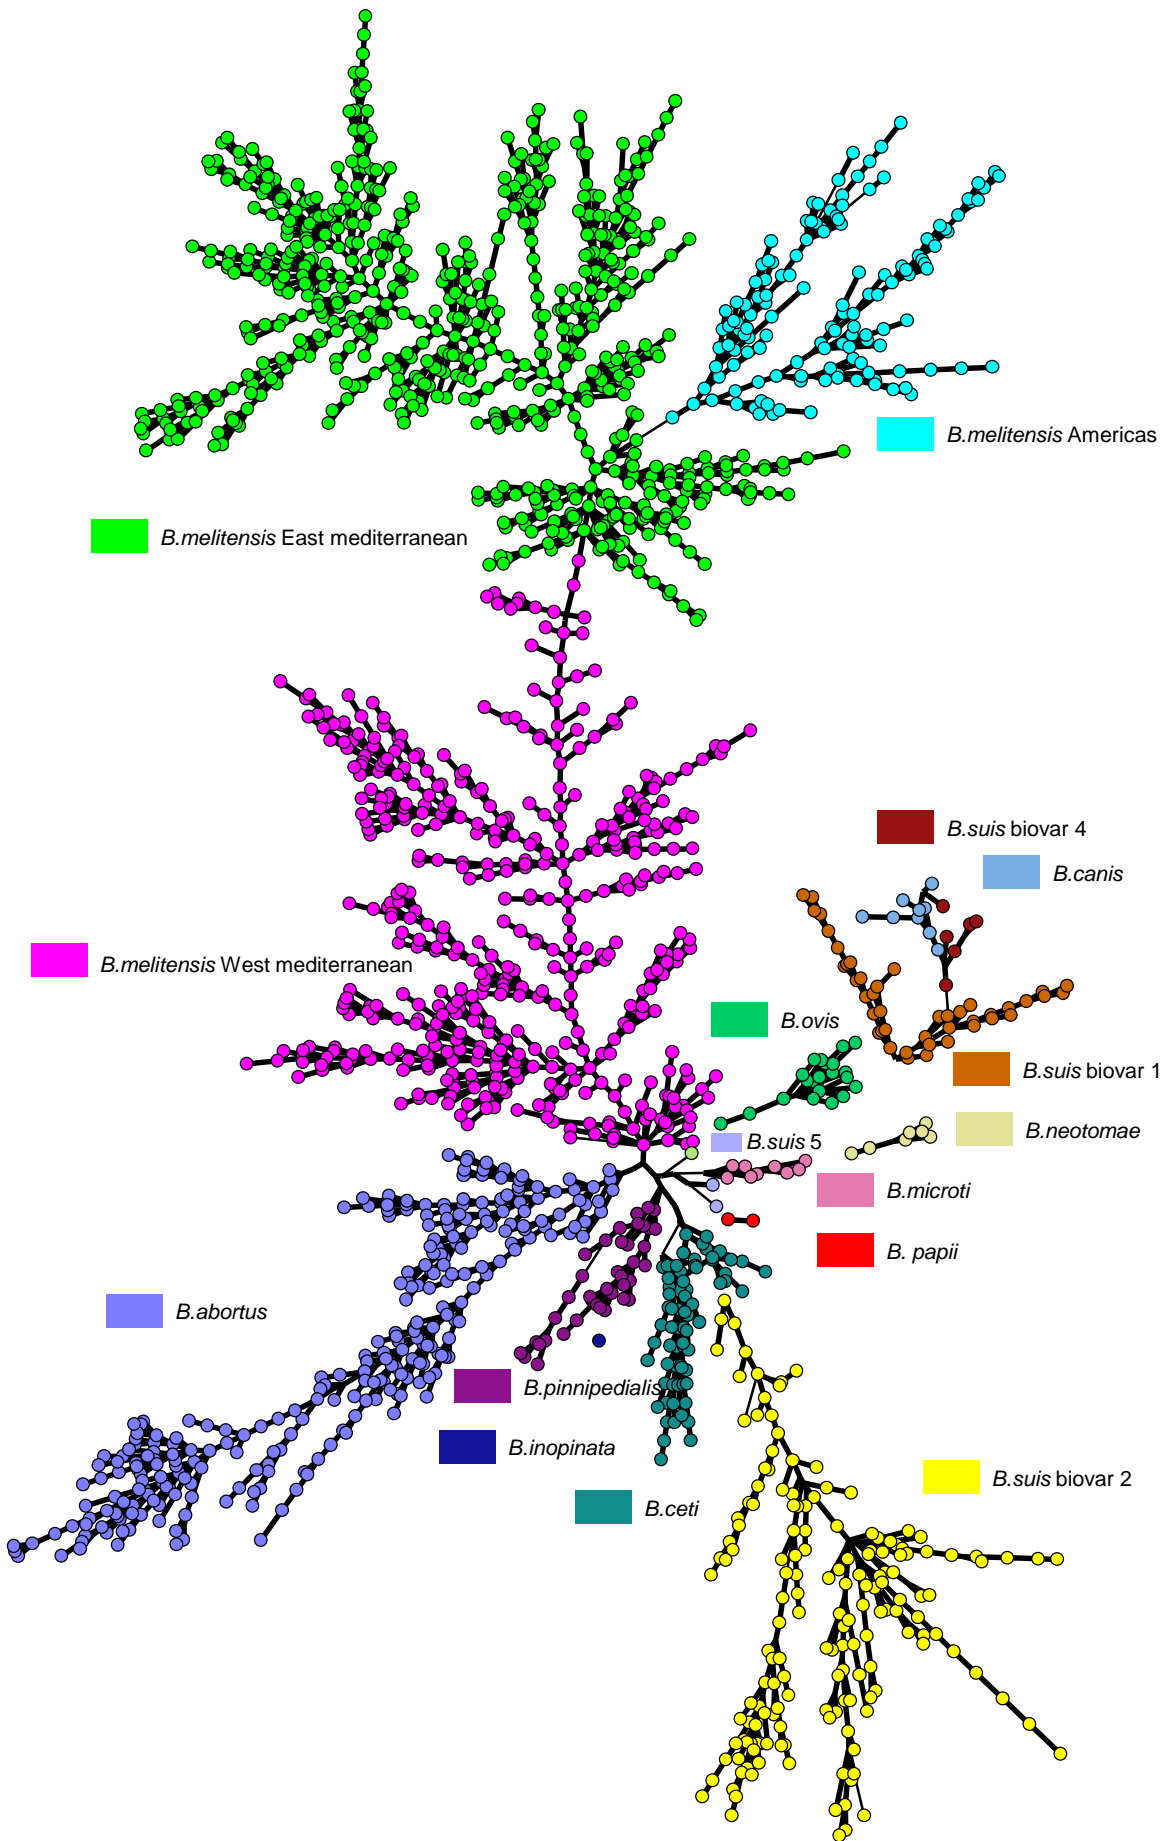 B.melitensis Americas
B.melitensis East mediterranean
B.suis biovar 4
B.canis
B.melitensis West mediterranean
B.ovis
B.suis biovar 1
B.neotomae
B.suis 5
B.microti
B. papii
B.abortus
B.pinnipedialis
B.inopinata
B.suis biovar 2
B.ceti